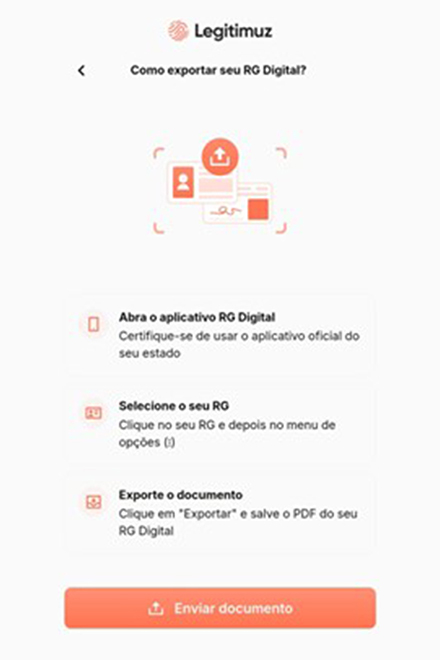 Legitimuz
Como exportar seu RG Digital?
Abra o aplicativo RG Digital
Certifique-se de usar o aplicativo oficial do
seu estado
Selecione o seu RG
Clique no seu RG e depois no menu de
opções (⁝)
Exporte o documento
Clique em "Exportar" e salve o PDF do seu
RG Digital
Enviar documento